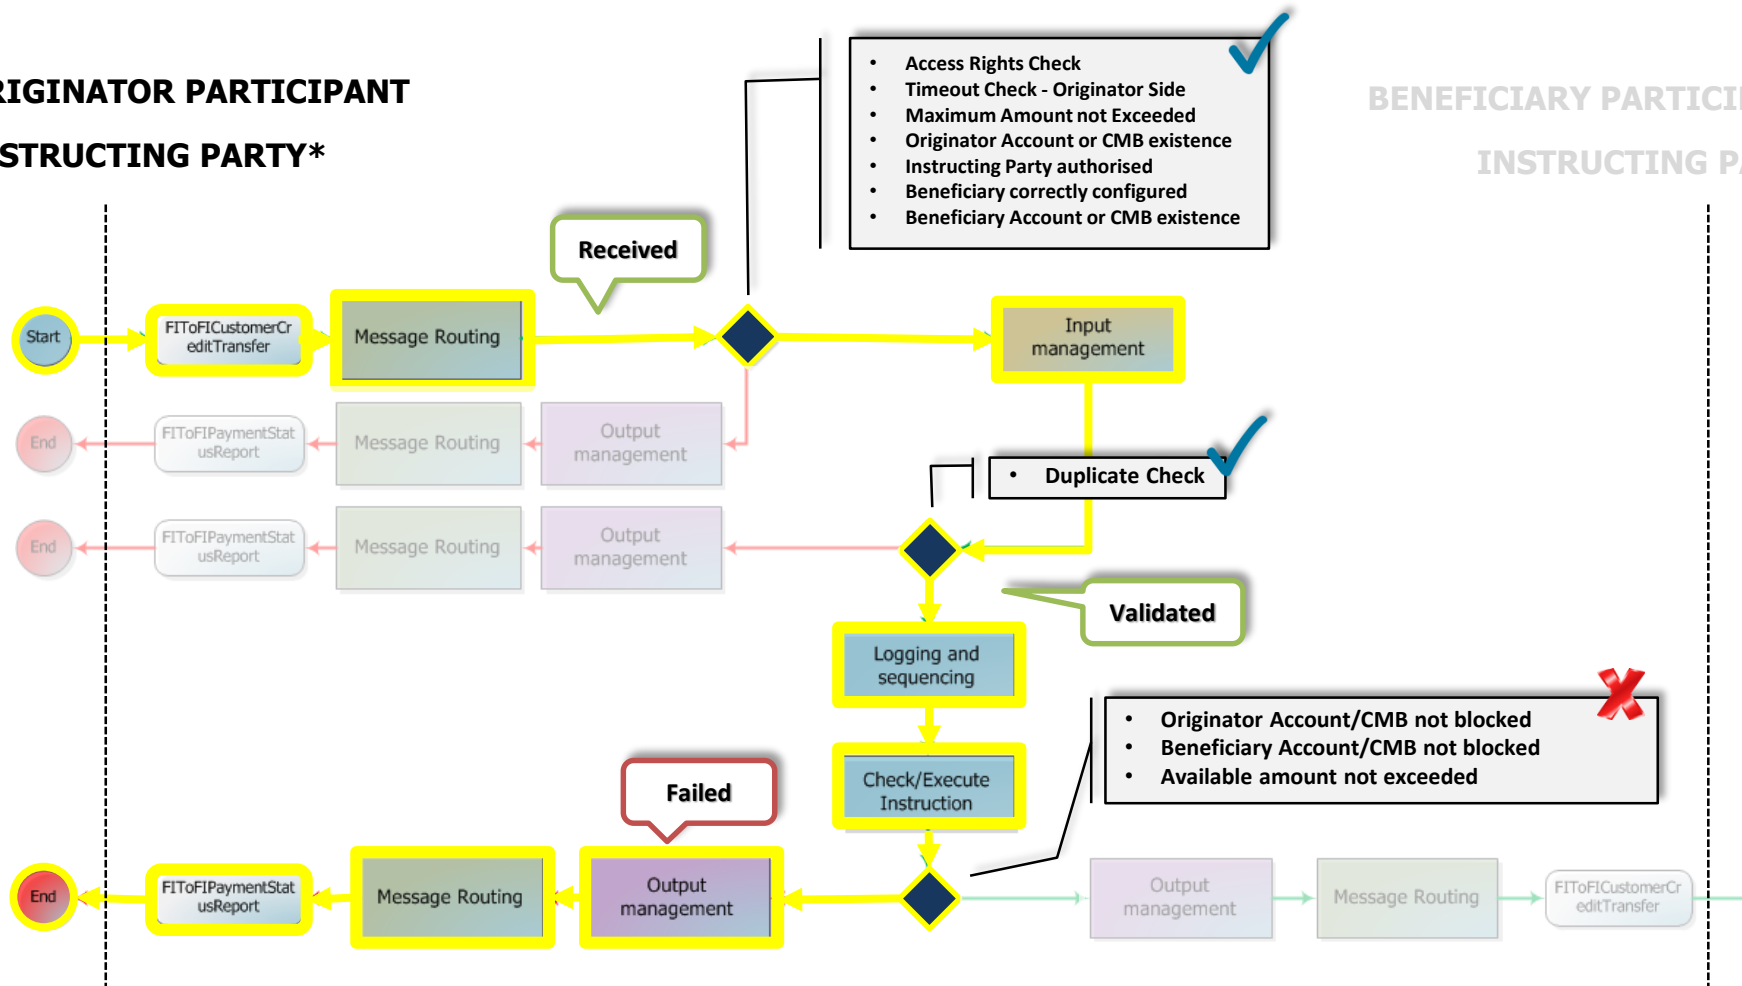 RIGINATOR PARTICIPANT
STRUCTING PARTY*
BENEFICIARY PARTICI
INSTRUCTING PA
• Access Rights Check
• Timeout Check - Originator Side
• Maximum Amount not Exceeded
• Originator Account or CMB existence
• Instructing Party authorised
• Beneficiary correctly configured
• Beneficiary Account or CMB existence
Received
Start
FIToFICustomerCr
editTransfer
Message Routing
Input
management
End
FIToFIPaymentStat
usReport
Message Routing
Output
management
• Duplicate Check
End
FIToFIPaymentStat
usReport
Message Routing
Output
management
Validated
Logging and
sequencing
• Originator Account/CMB not blocked
• Beneficiary Account/CMB not blocked
• Available amount not exceeded
Check/Execute
Instruction
Failed
End
FIToFIPaymentStat
usReport
Message Routing
Output
management
Output
management
Message Routing
FIToFICustomerCr
editTransfer